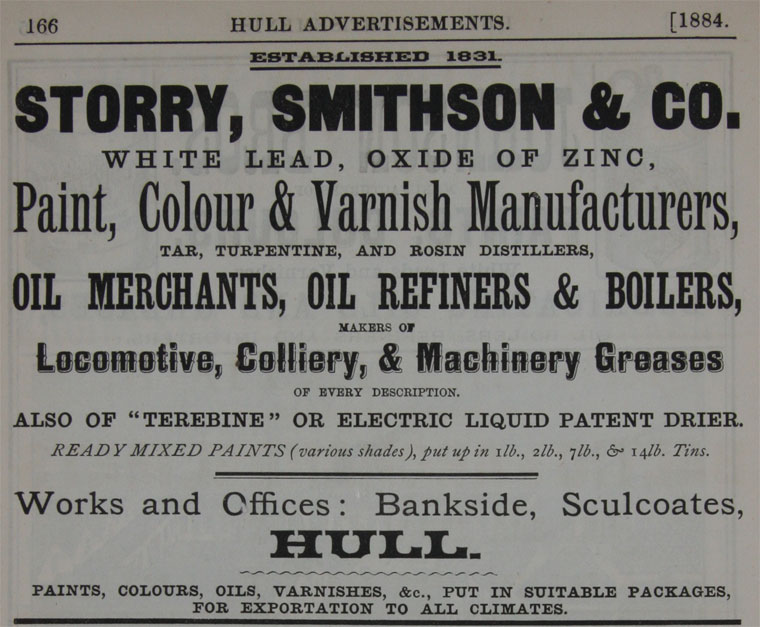 166 HULL ADVERTISEMENTS. [1884.
ESTABLISHED 1831.
STORRY, SMITHSON & CO.
WHITE LEAD, OXIDE OF ZINC,
Paint, Colour & Varnish Manufacturers,
TAR, TURPENTINE, AND ROSIN DISTILLERS,
OIL MERCHANTS, OIL REFINERS & BOILERS,
MAKERS OF
Locomotive, Colliery, & Machinery Greases
OF EVERY DESCRIPTION.
ALSO OF "TEREBINE" OR ELECTRIC LIQUID PATENT DRIER.
READY MIXED PAINTS (various shades), put up in 1lb., 2lb., 7lb., & 14lb. Tins.
Works and Offices: Bankside, Sculcoates,
HULL.
PAINTS, COLOURS, OILS, VARNISHES, &c., PUT IN SUITABLE PACKAGES,
FOR EXPORTATION TO ALL CLIMATES.